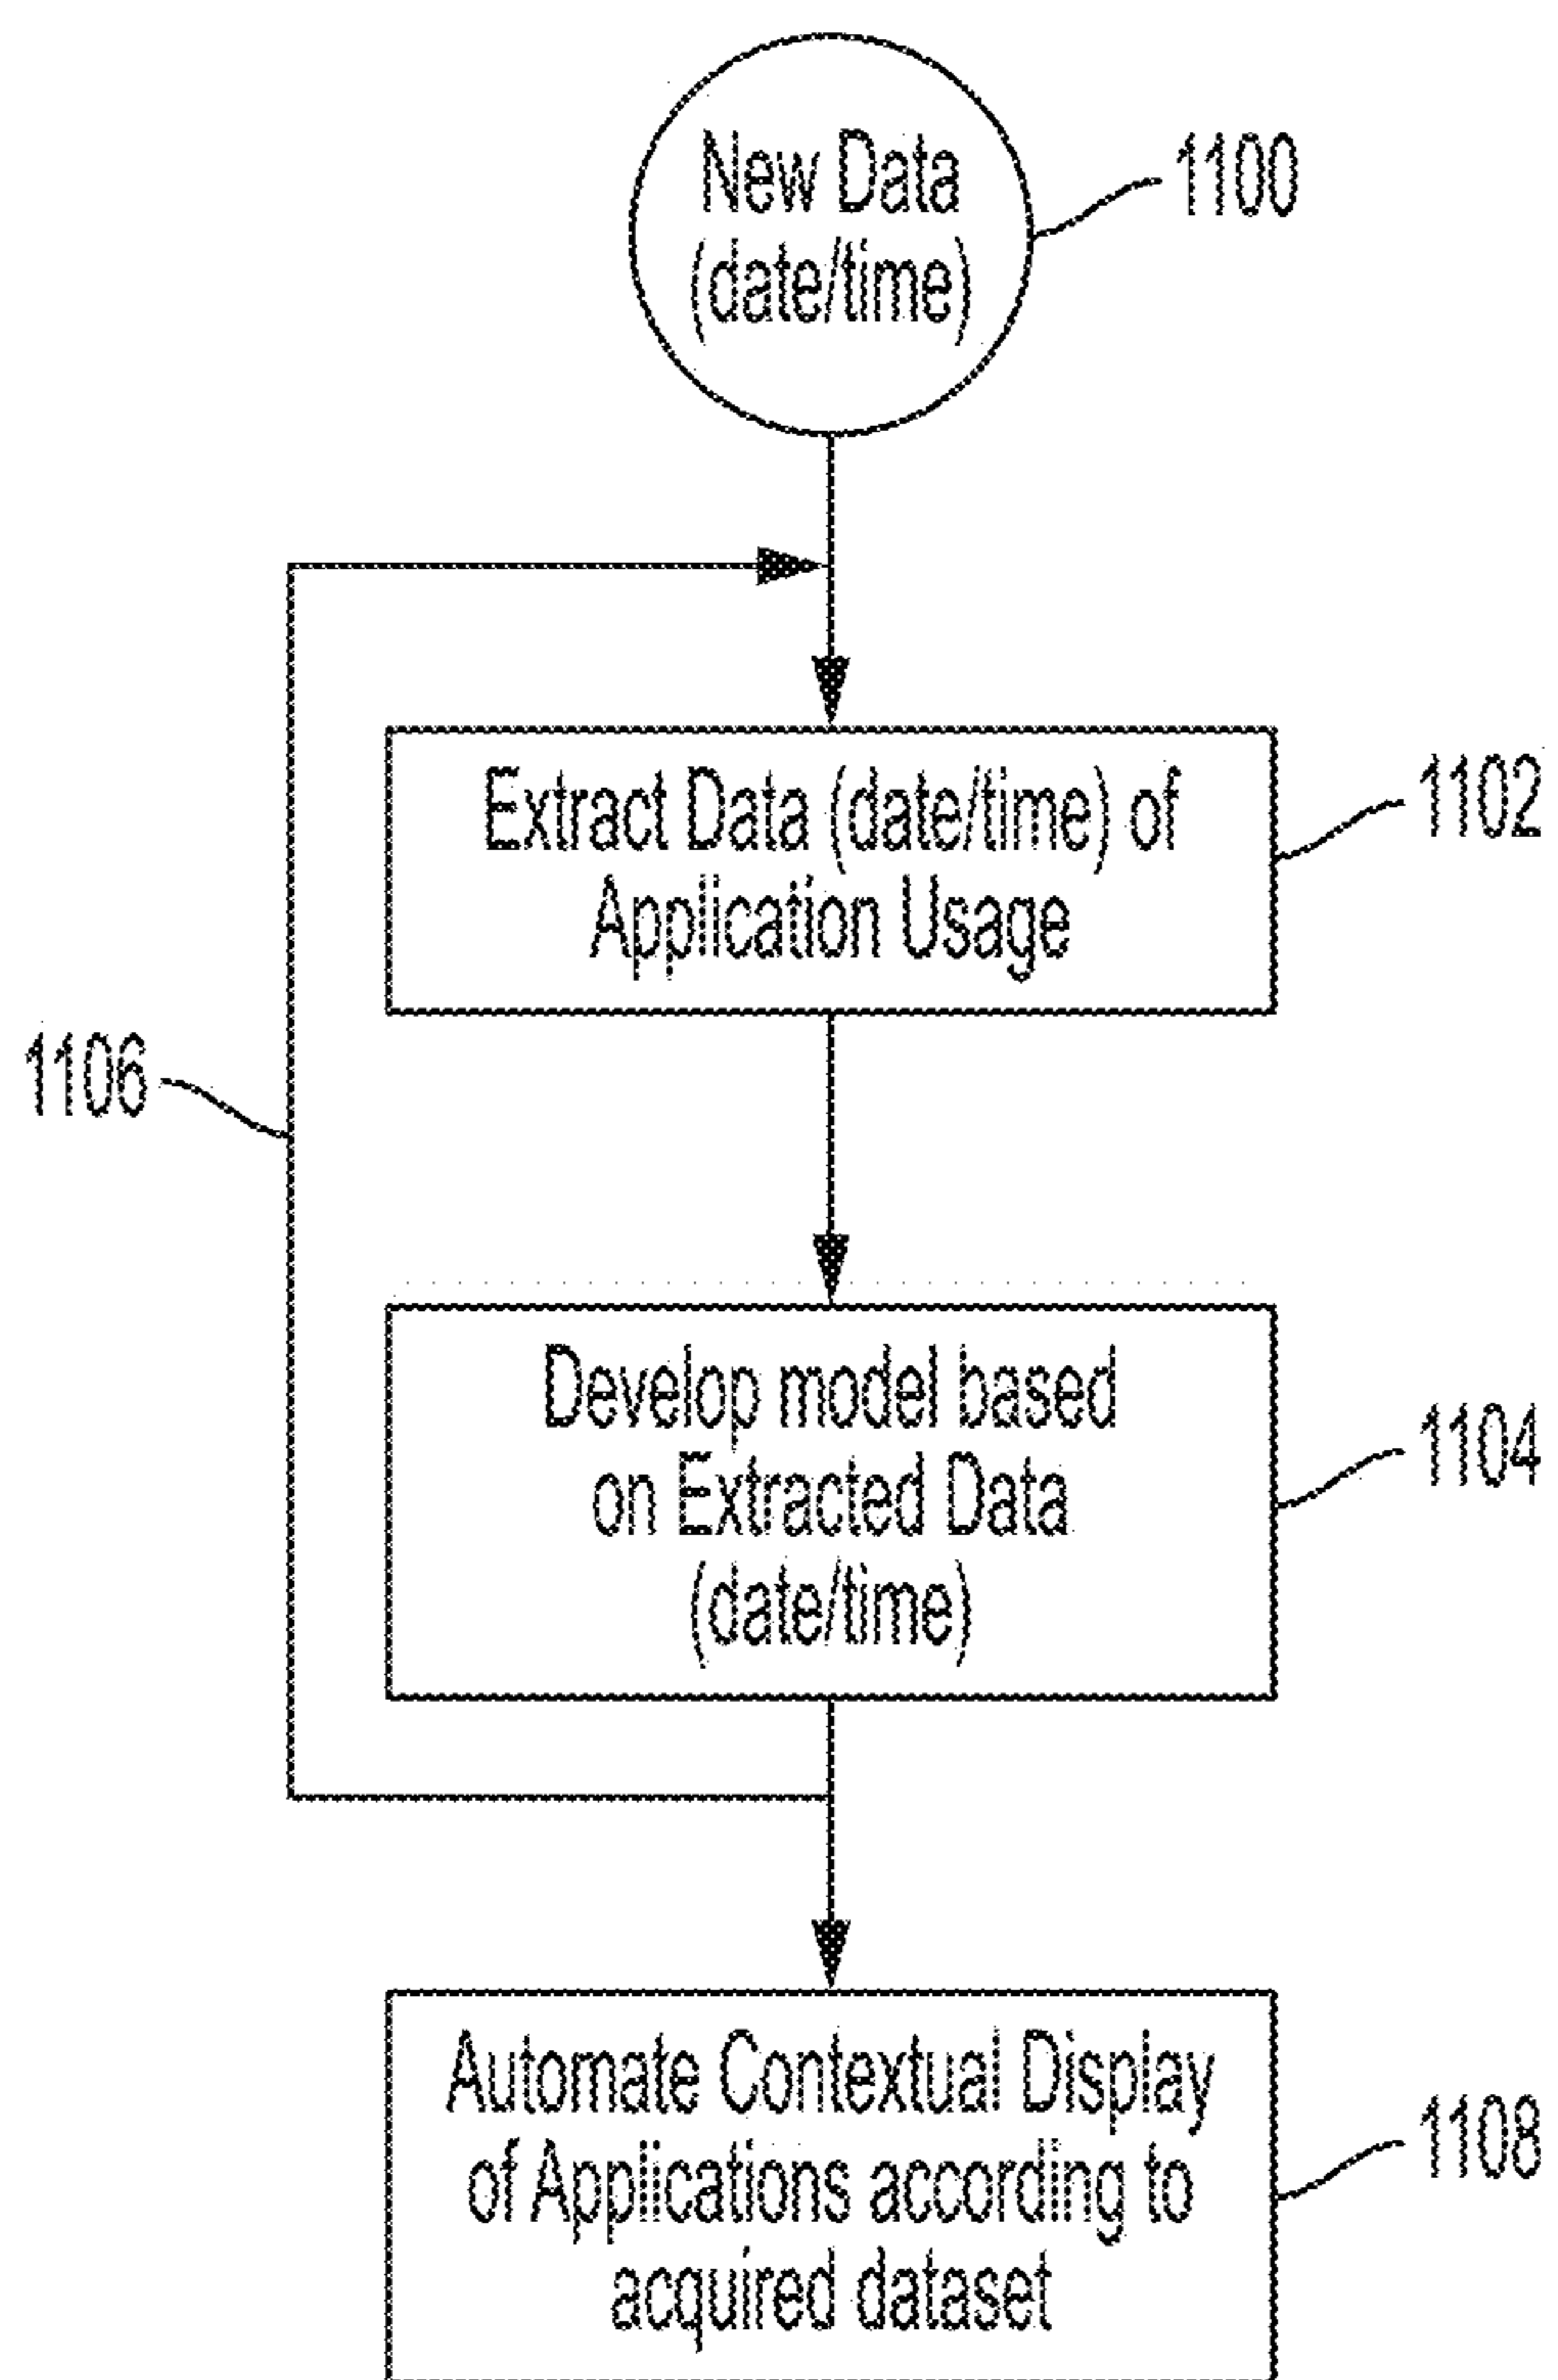 New Data
(date/time)
1100
Extract Data (date/time) of
Application Usage
1102
1106
Develop model based
on Extracted Data
(date/time)
1104
Automate Contextual Display
of Applications according to
acquired dataset
1108